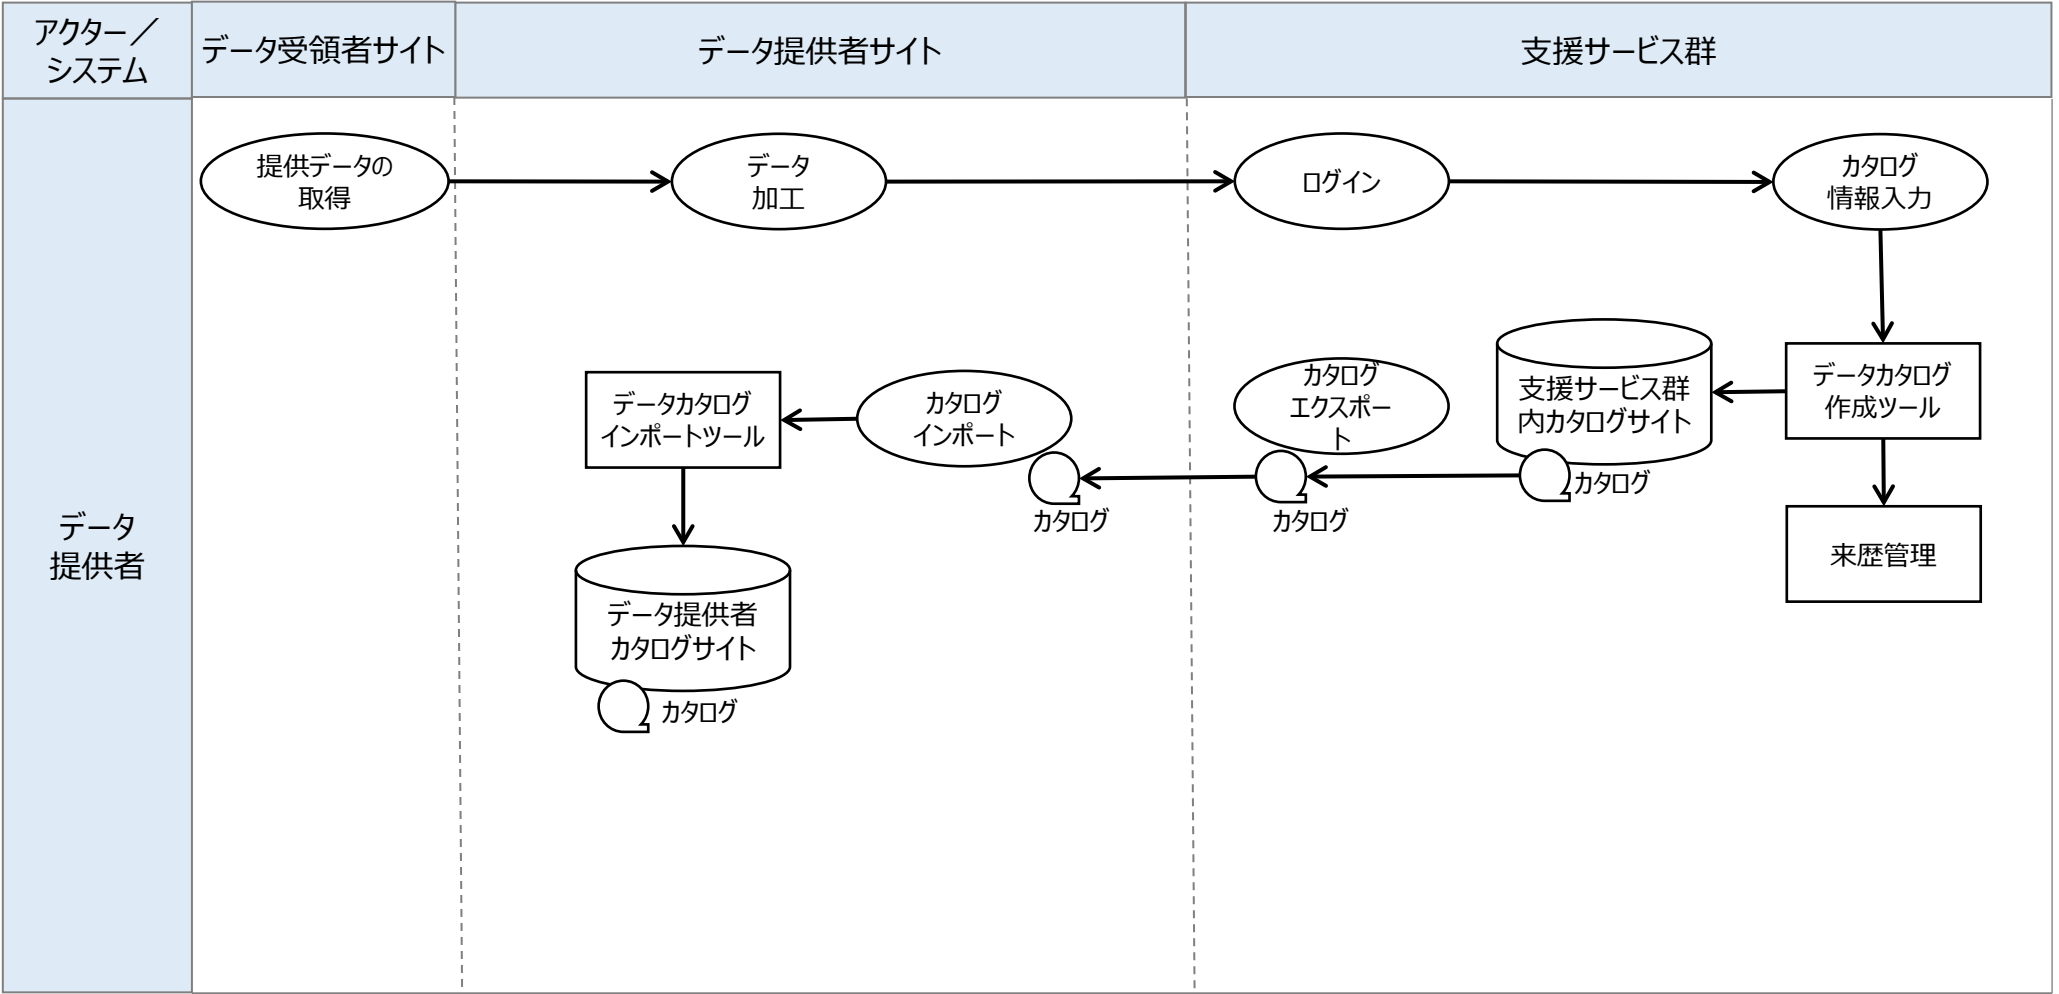 アクター／
システム
データ受領者サイト
データ提供者サイト
支援サービス群
データ
提供者
提供データの
取得
データ
加工
ログイン
カタログ
情報入力
データカタログ
インポートツール
カタログ
インポート
カタログ
カタログ
エクスポー
ト
カタログ
支援サービス群
内カタログサイト
カタログ
データカタログ
作成ツール
来歴管理
データ提供者
カタログサイト
カタログ